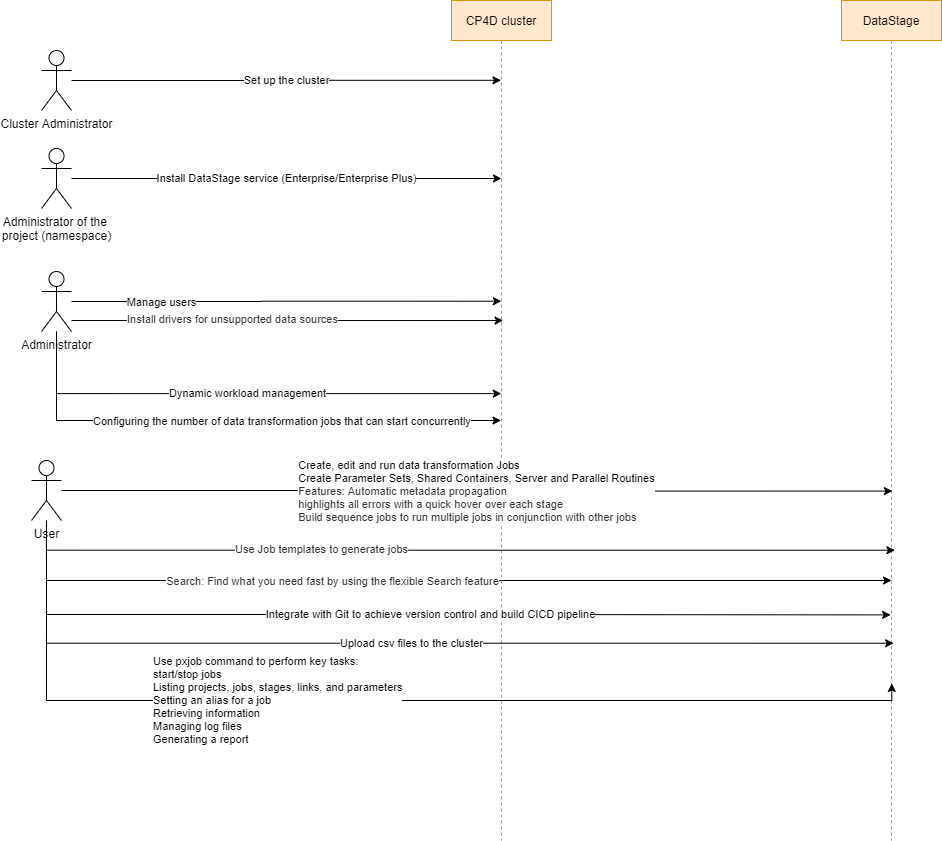 CP4D cluster
DataStage
Set up the cluster
Cluster Administrator
Install DataStage service (Enterprise/Enterprise Plus)
Administrator of the
project (namespace)
Manage users
Install drivers for unsupported data sources
Administrator
Dynamic workload management
Configuring the number of data transformation jobs that can start concurrently
Create, edit and run data transformation Jobs
Create Parameter Sets, Shared Containers, Server and Parallel Routines
Features: Automatic metadata propagation
highlights all errors with a quick hover over each stage
Build sequence jobs to run multiple jobs in conjunction with other jobs
User
Use Job templates to generate jobs
Search: Find what you need fast by using the flexible Search feature
Integrate with Git to achieve version control and build CICD pipeline
Upload csv files to the cluster
Use pxjob command to perform key tasks:
start/stop jobs
Listing projects, jobs, stages, links, and parameters
Setting an alias for a job
Retrieving information
Managing log files
Generating a report